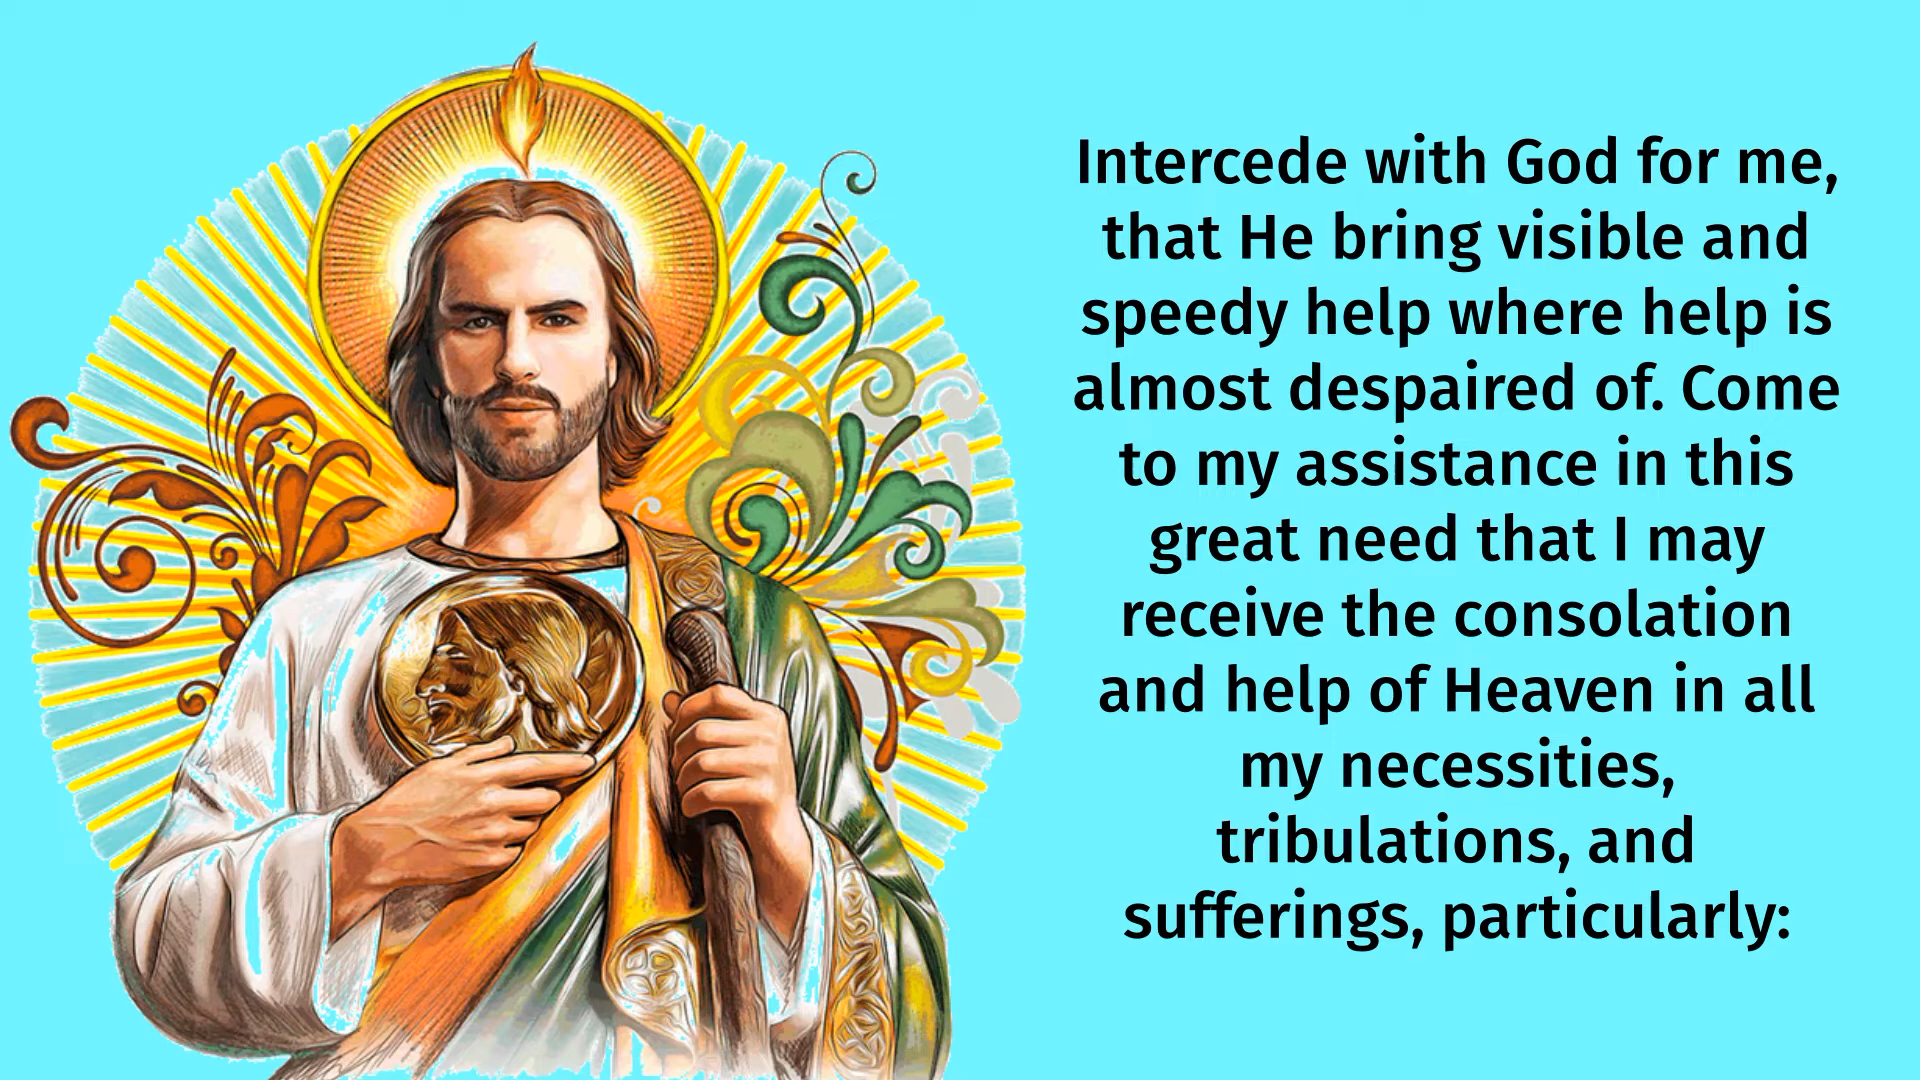 Intercede with God for me,
that He bring visible and
speedy help where help is
almost despaired of. Come
to my assistance in this
great need that I may
receive the consolation
and help of Heaven in all
my necessities,
tribulations, and
sufferings, particularly: